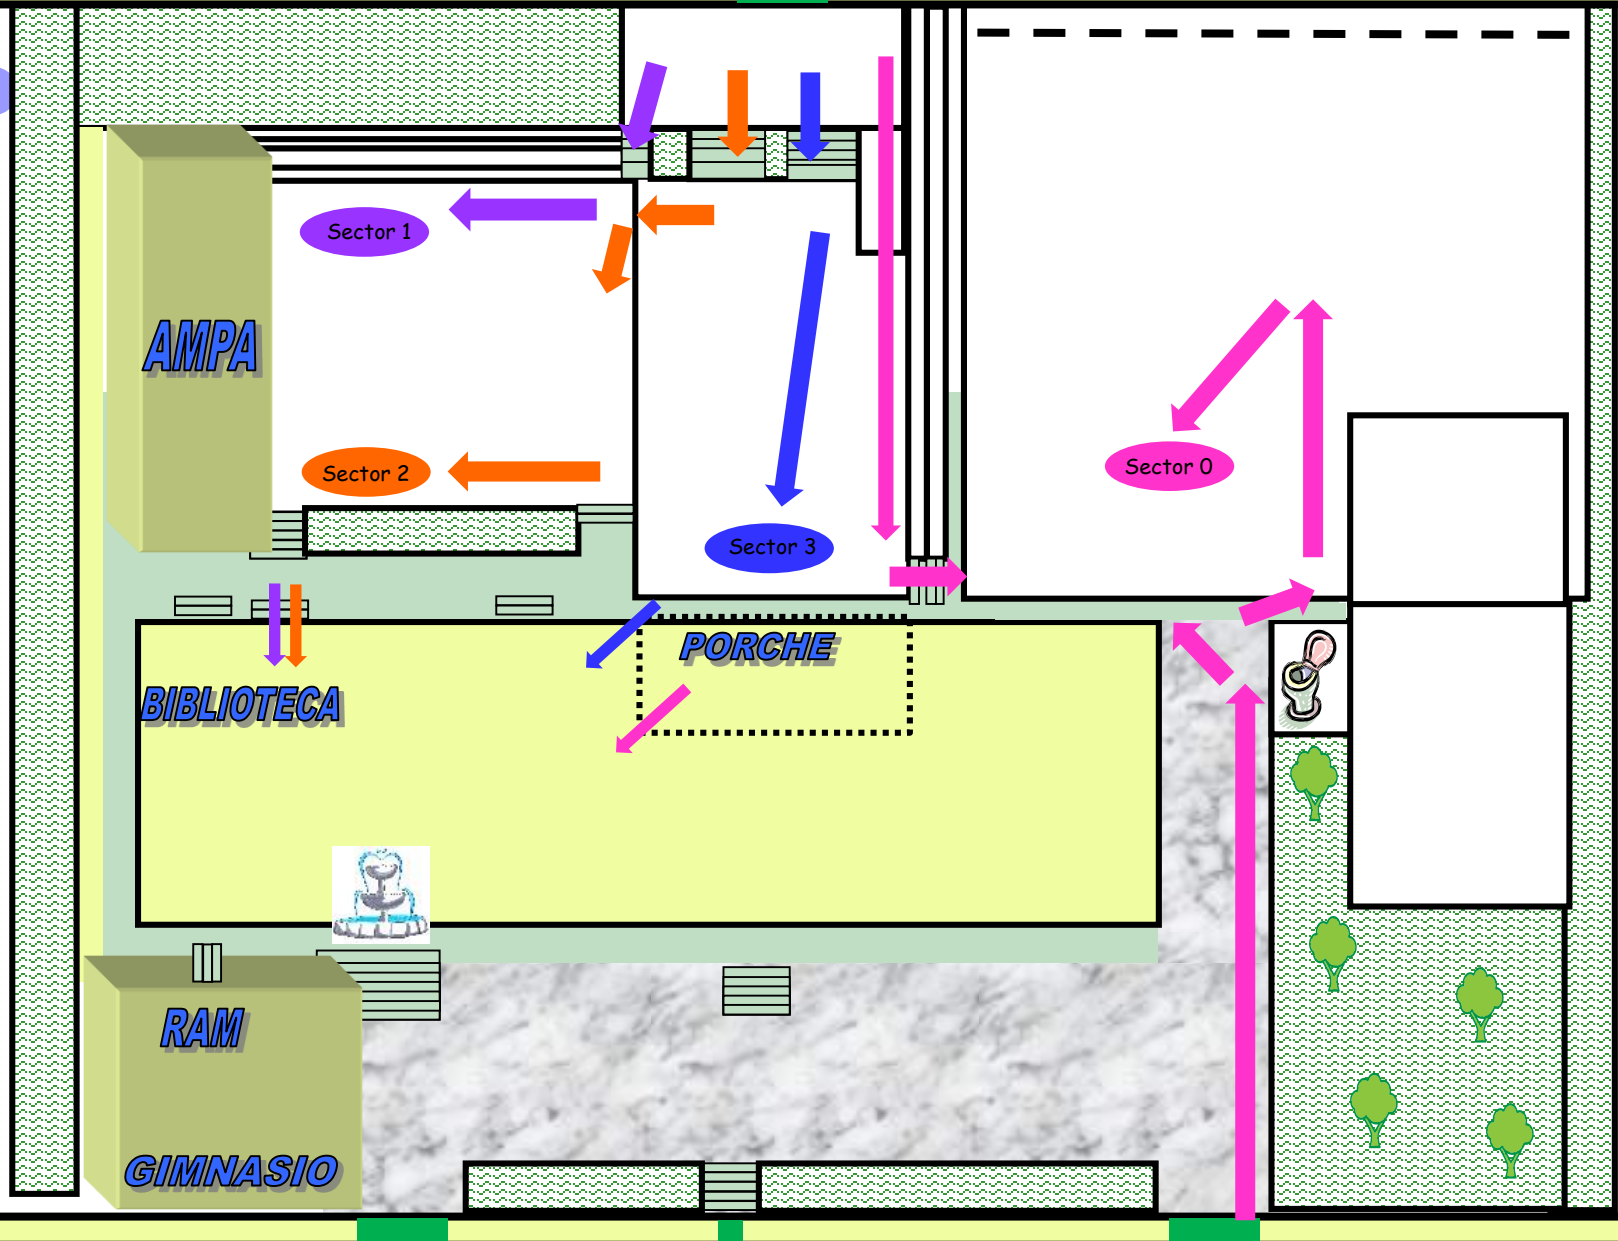 Sector 1
AMPA
Sector 2
Sector 0
Sector 3
PORCHE
BIBLIOTECA
RAM
GIMNASIO